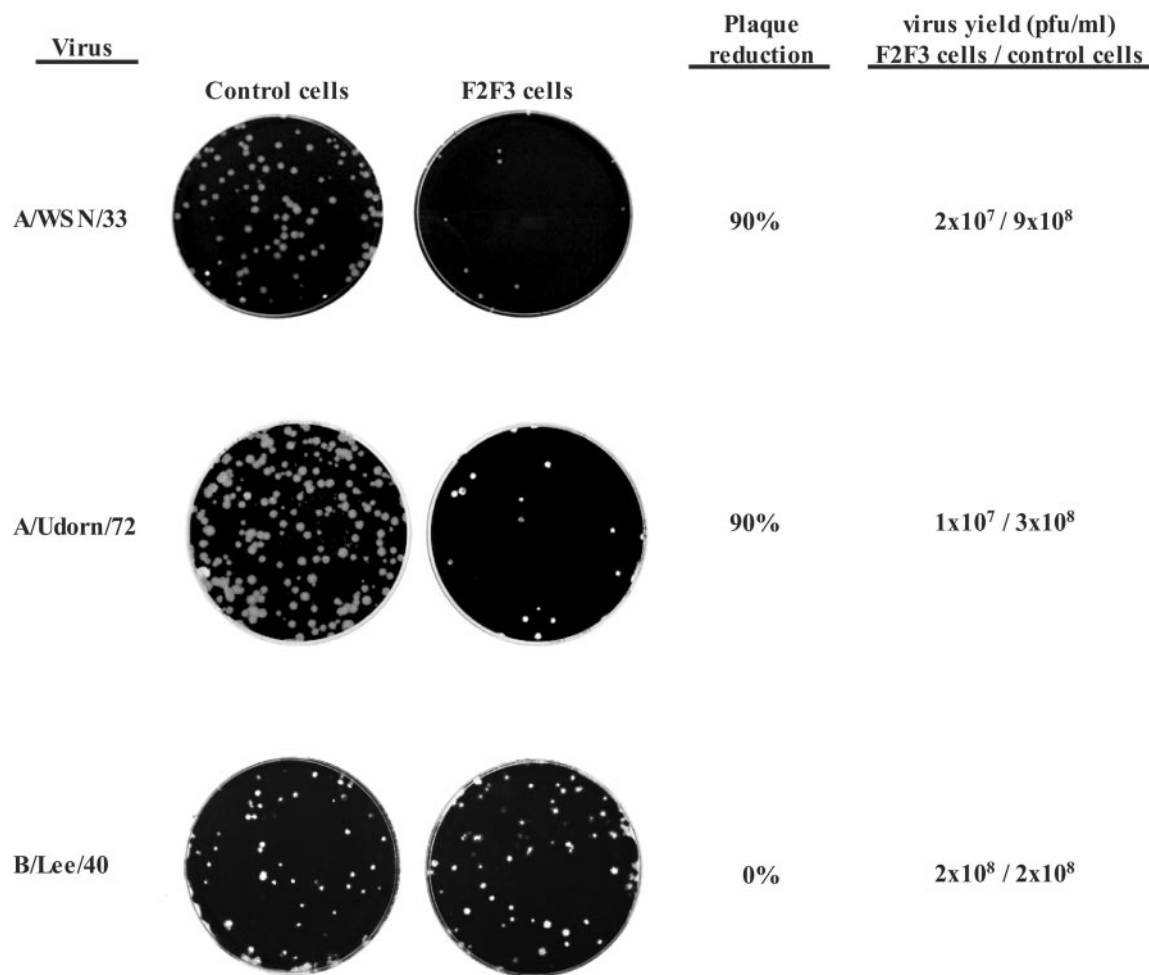 Virus
Plaque
reduction
virus yield (pfu/ml)
F2F3 cells / control cells
Control cells
F2F3 cells
A/WSN/33
90%
2x10⁷ / 9x10⁸
A/Udorn/72
90%
1x10⁷ / 3x10⁸
B/Lee/40
0%
2x10⁸ / 2x10⁸